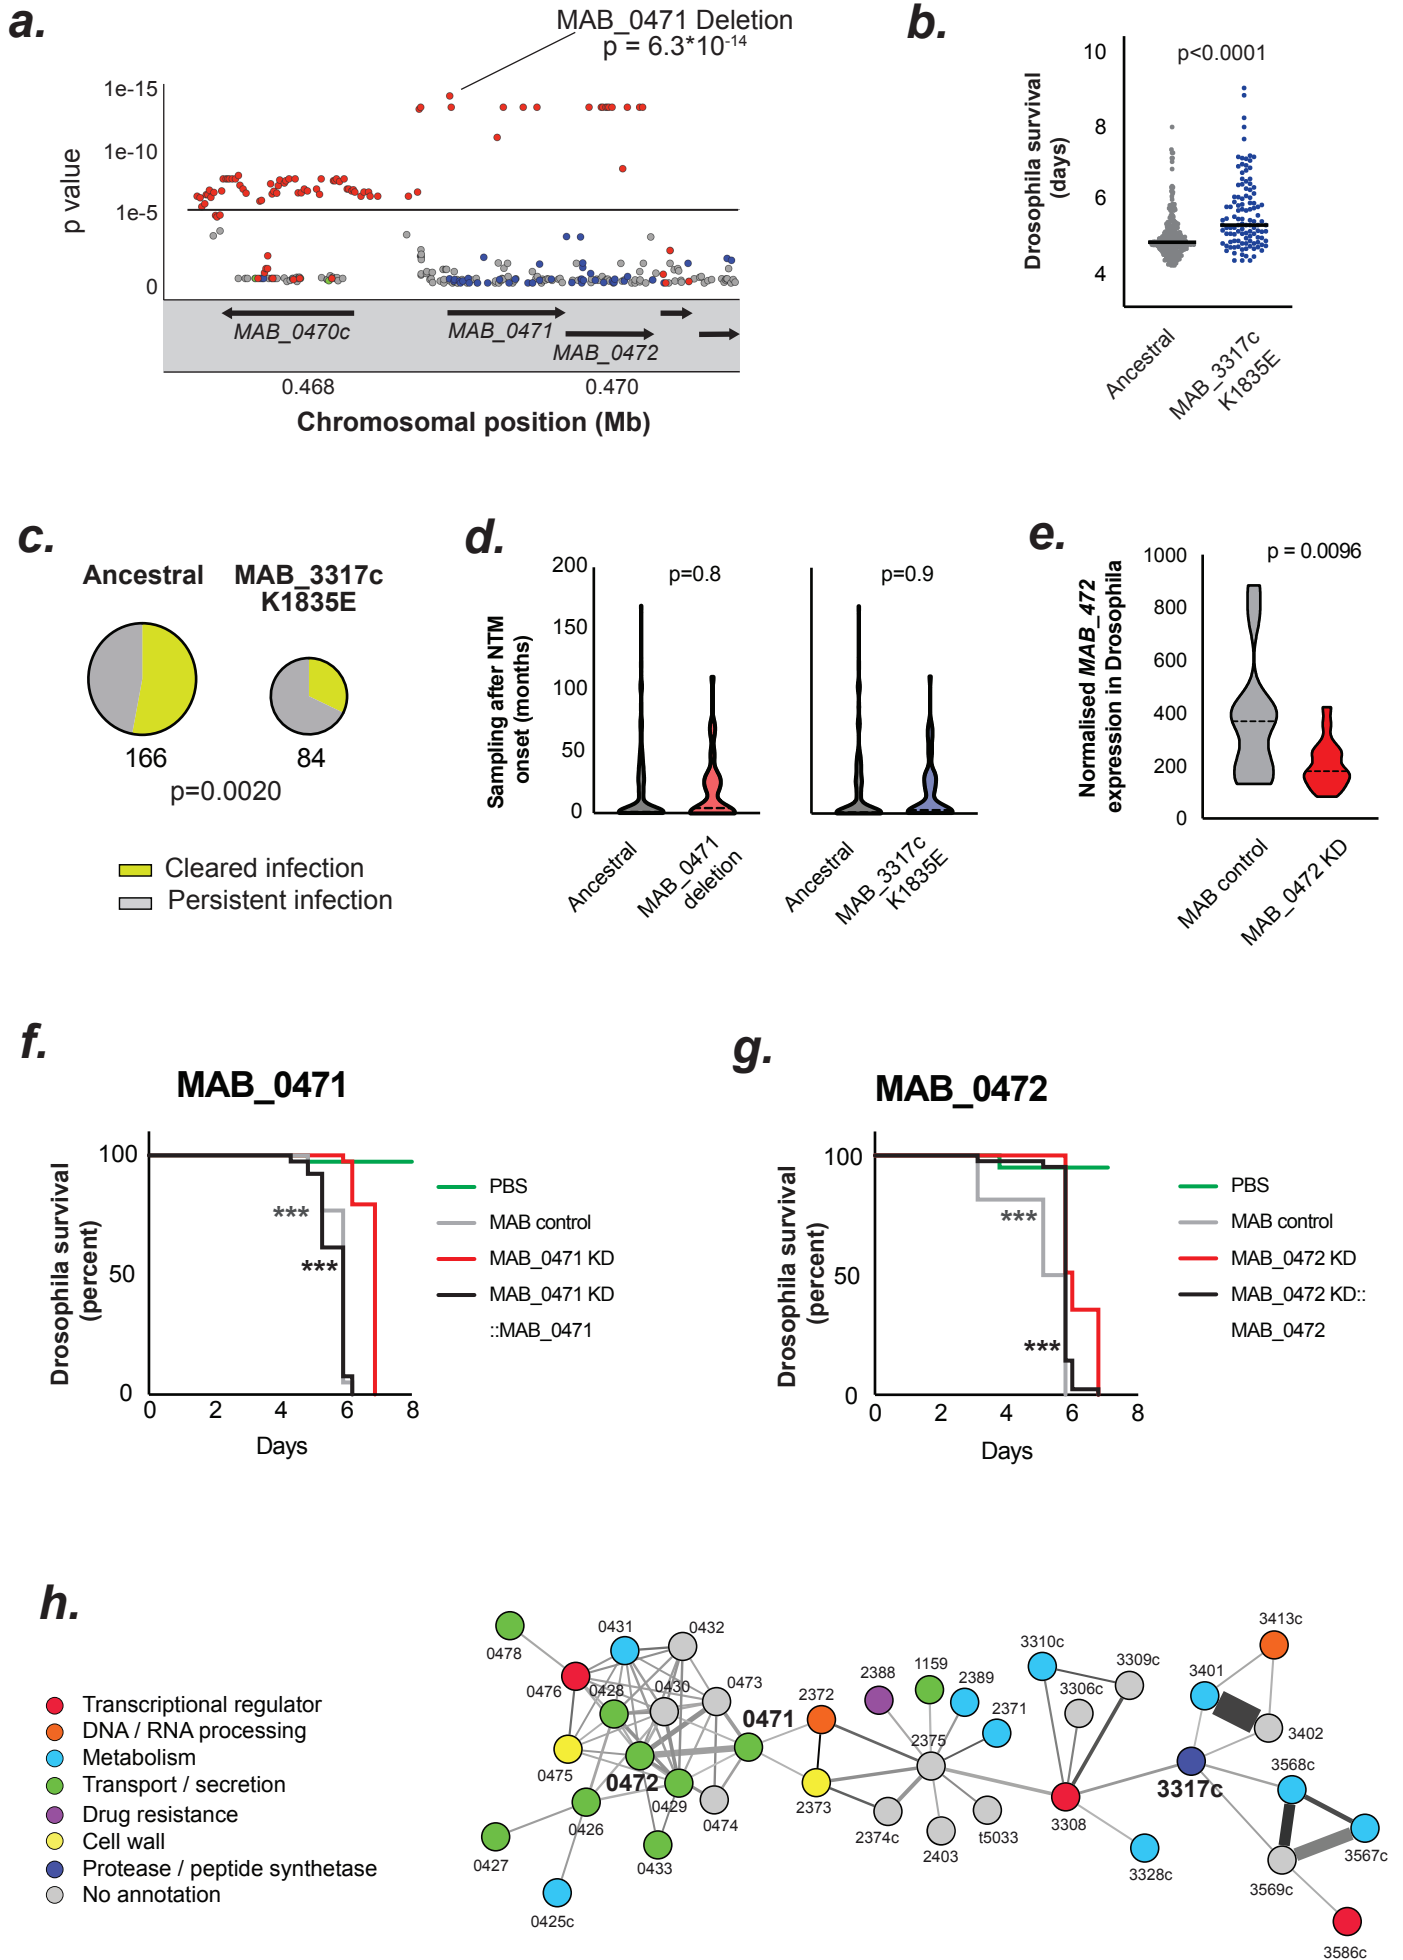 a.
MAB_0471 Deletion
p = 6.3*10-14
1e-15
1e-10
1e-5
0
p value
MAB_0470c
MAB_0471
MAB_0472
0.468
0.470
Chromosomal position (Mb)
b.
10
8
6
4
p<0.0001
Drosophila survival
(days)
Ancestral
MAB_3317c
K1835E
c.
Ancestral
MAB_3317c
K1835E
166
84
p=0.0020
Cleared infection
Persistent infection
d.
200
150
100
50
0
Sampling after NTM
onset (months)
p=0.8
p=0.9
Ancestral
MAB_0471
deletion
Ancestral
MAB_3317c
K1835E
e.
1000
800
600
400
200
0
p = 0.0096
Normalised MAB_472
expression in Drosophila
MAB control
MAB_0472 KD
f.
MAB_0471
100
50
0
Drosophila survival
(percent)
***
***
0 2 4 6 8
Days
PBS
MAB control
MAB_0471 KD
MAB_0471 KD
::MAB_0471
g.
MAB_0472
100
50
0
Drosophila survival
(percent)
***
***
0 2 4 6 8
Days
PBS
MAB control
MAB_0472 KD
MAB_0472 KD::
MAB_0472
h.
Transcriptional regulator
DNA / RNA processing
Metabolism
Transport / secretion
Drug resistance
Cell wall
Protease / peptide synthetase
No annotation
0478
0431
0432
0476
0428
0430
0473
0475
0472
0429
0474
0471
0426
0427
0433
0425c
2372
2373
2388
1159
2389
2371
2375
2374c
2403
t5033
3310c
3306c
3309c
3308
3328c
3401
3413c
3402
3317c
3568c
3567c
3569c
3586c